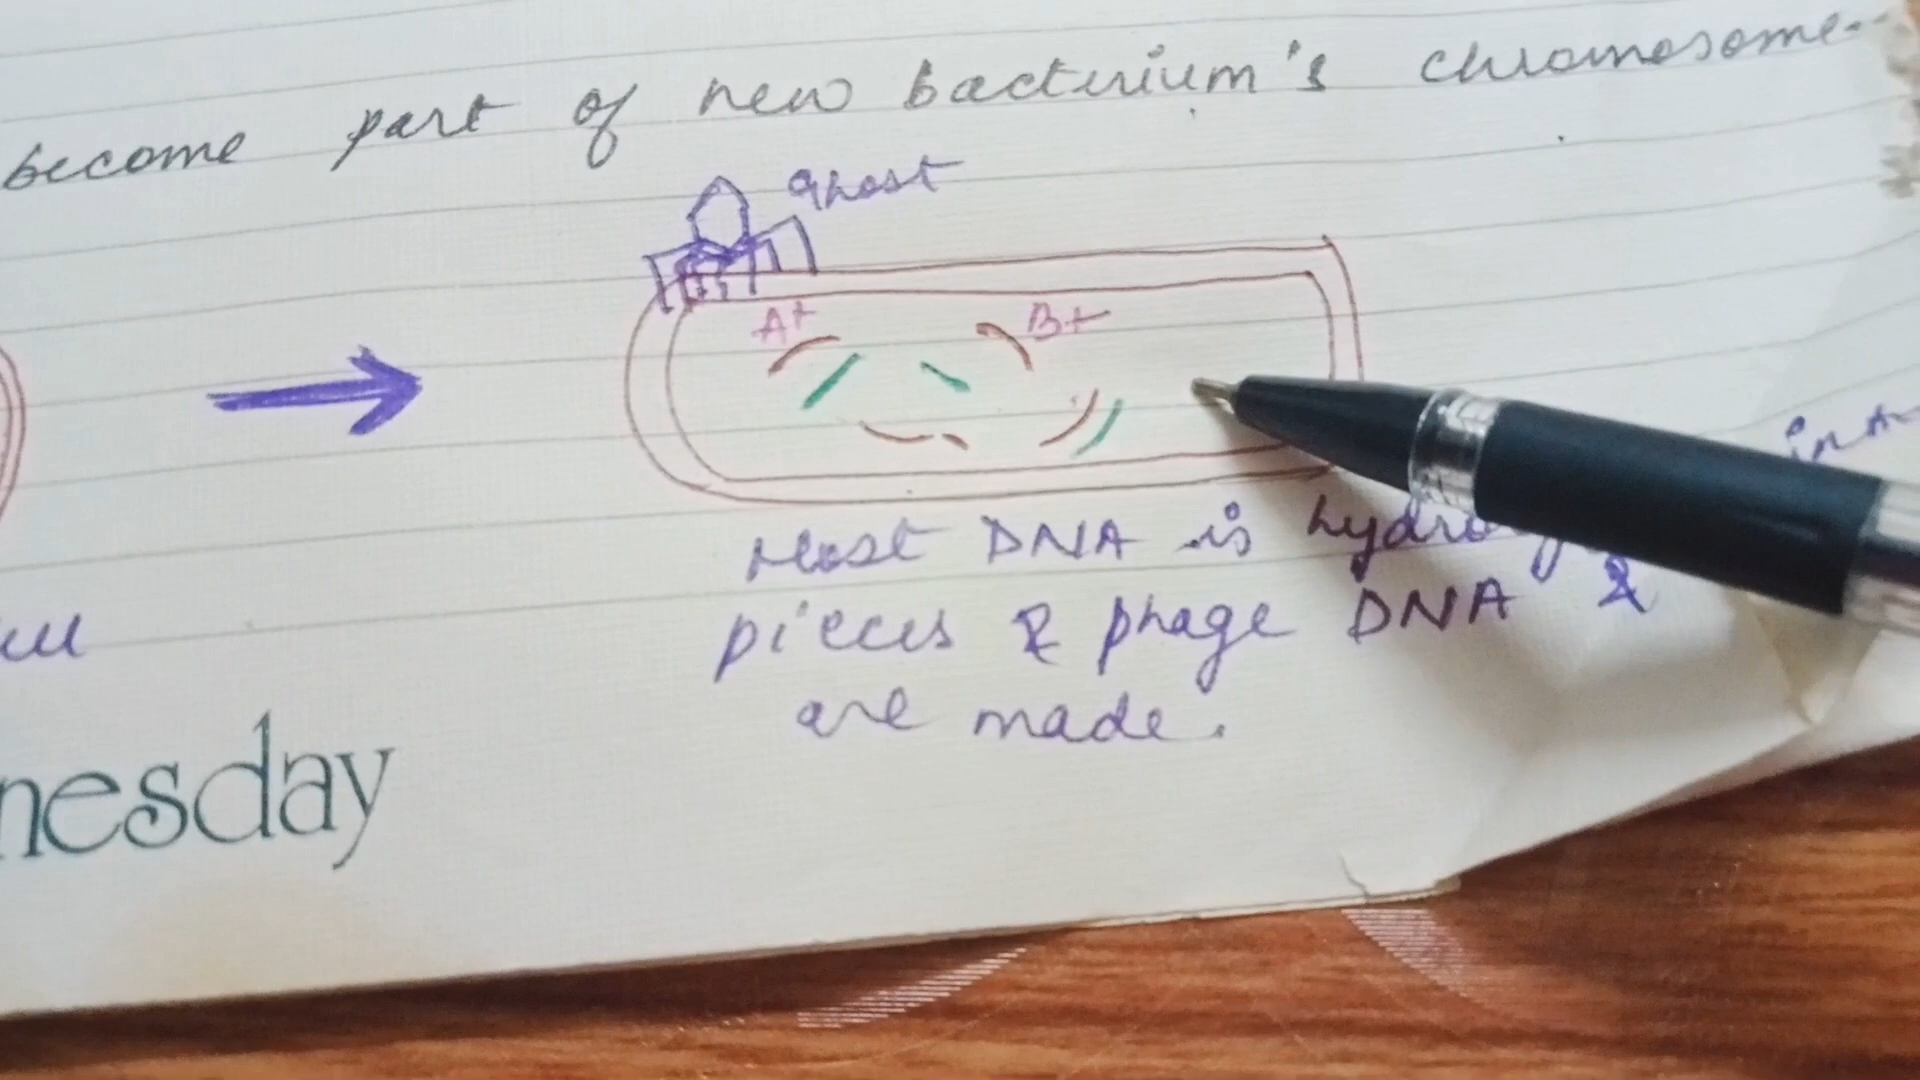 become part of new bacterium's chromosome.
Ghost
A+
B+
Host DNA is
pieces & phage DNA &
are made.
nesday